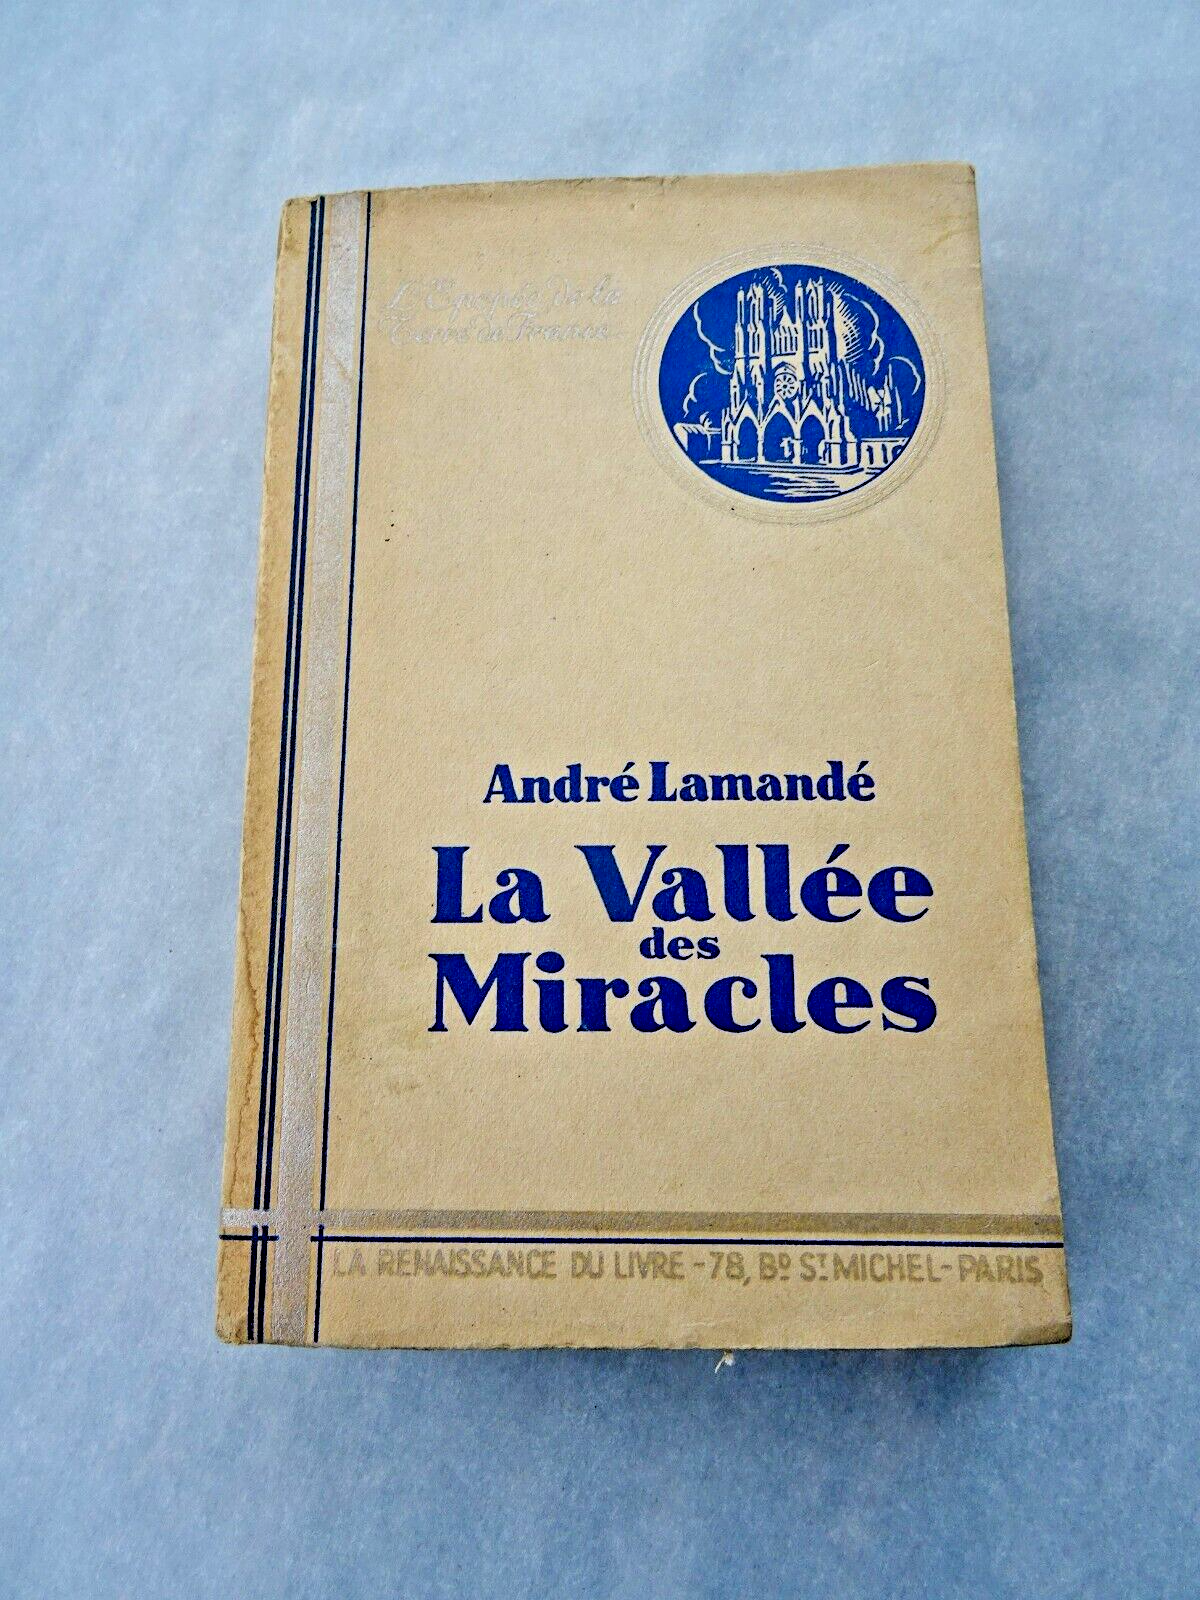 L'Epopée de la
Terre de France
André Lamandé
La Vallée
des
Miracles
LA RENAISSANCE DU LIVRE - 78, Bᴰ Sᵀ MICHEL - PARIS